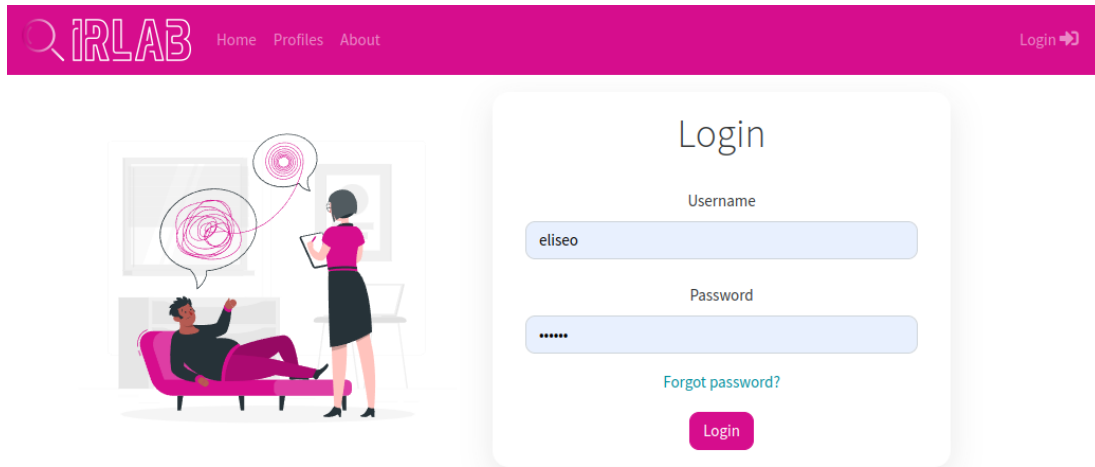 IRLAB Home Profiles About Login
Login
Username
eliseo
Password
••••••
Forgot password?
Login